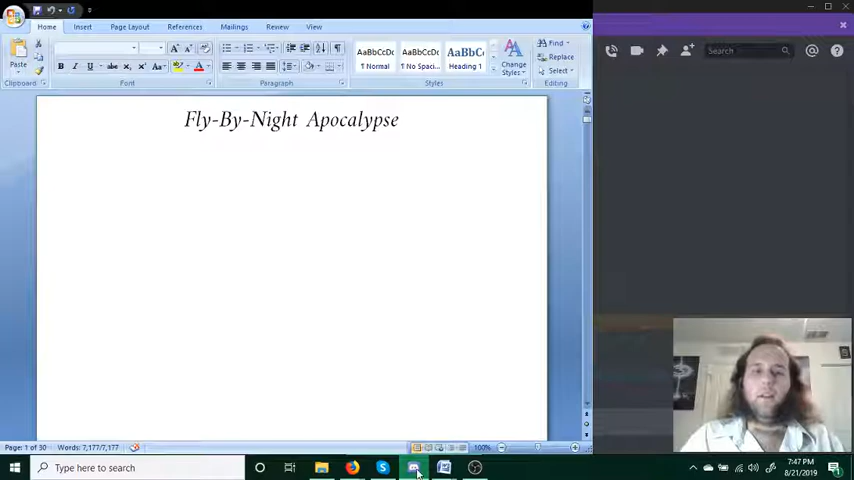 Home Insert Page Layout References Mailings Review View
Search
Paste
Find
Replace
Select
AaBbCcDc AaBbCcDc AaBbC
¶ Normal ¶ No Spaci... Heading 1
Change
Styles
Clipboard Font Paragraph Styles Editing
Fly-By-Night Apocalypse
Page: 1 of 30 Words: 7,177/7,177 100%
Type here to search
7:47 PM
8/21/2019